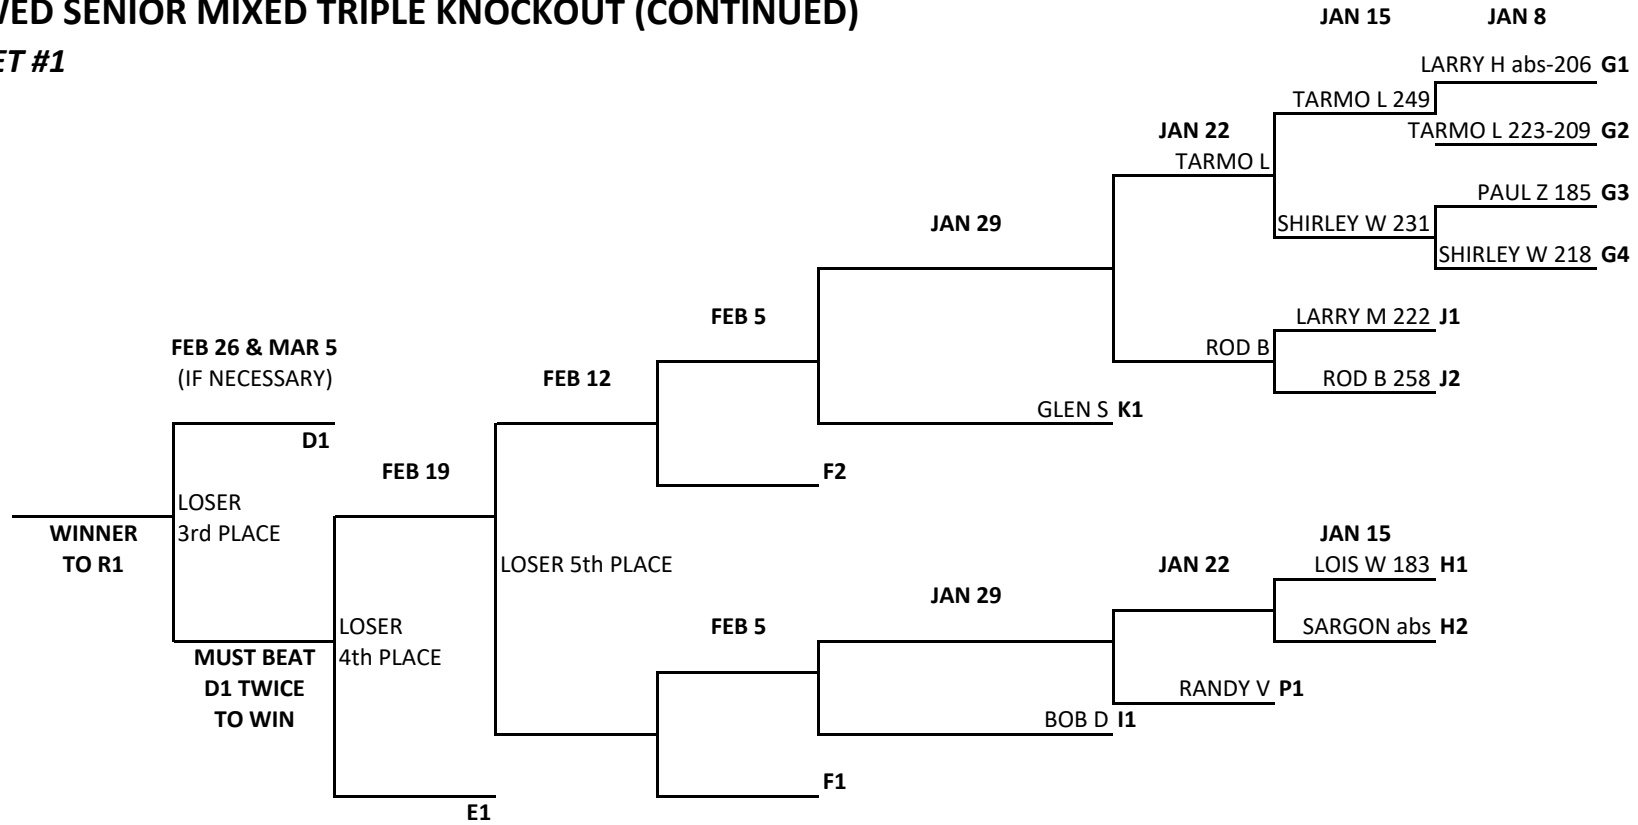 WED SENIOR MIXED TRIPLE KNOCKOUT (CONTINUED)
JAN 15 JAN 8
ET #1
LARRY H abs-206 G1
TARMO L 249
JAN 22 TARMO L 223-209 G2
TARMO L
PAUL Z 185 G3
JAN 29 SHIRLEY W 231
SHIRLEY W 218 G4
FEB 5 LARRY M 222 J1
FEB 26 & MAR 5 ROD B
(IF NECESSARY) FEB 12 ROD B 258 J2
GLEN S K1
D1
FEB 19 F2
LOSER
WINNER 3rd PLACE JAN 15
TO R1 LOSER 5th PLACE JAN 22 LOIS W 183 H1
JAN 29
LOSER FEB 5 SARGON abs H2
MUST BEAT 4th PLACE
D1 TWICE RANDY V P1
TO WIN BOB D I1
F1
E1